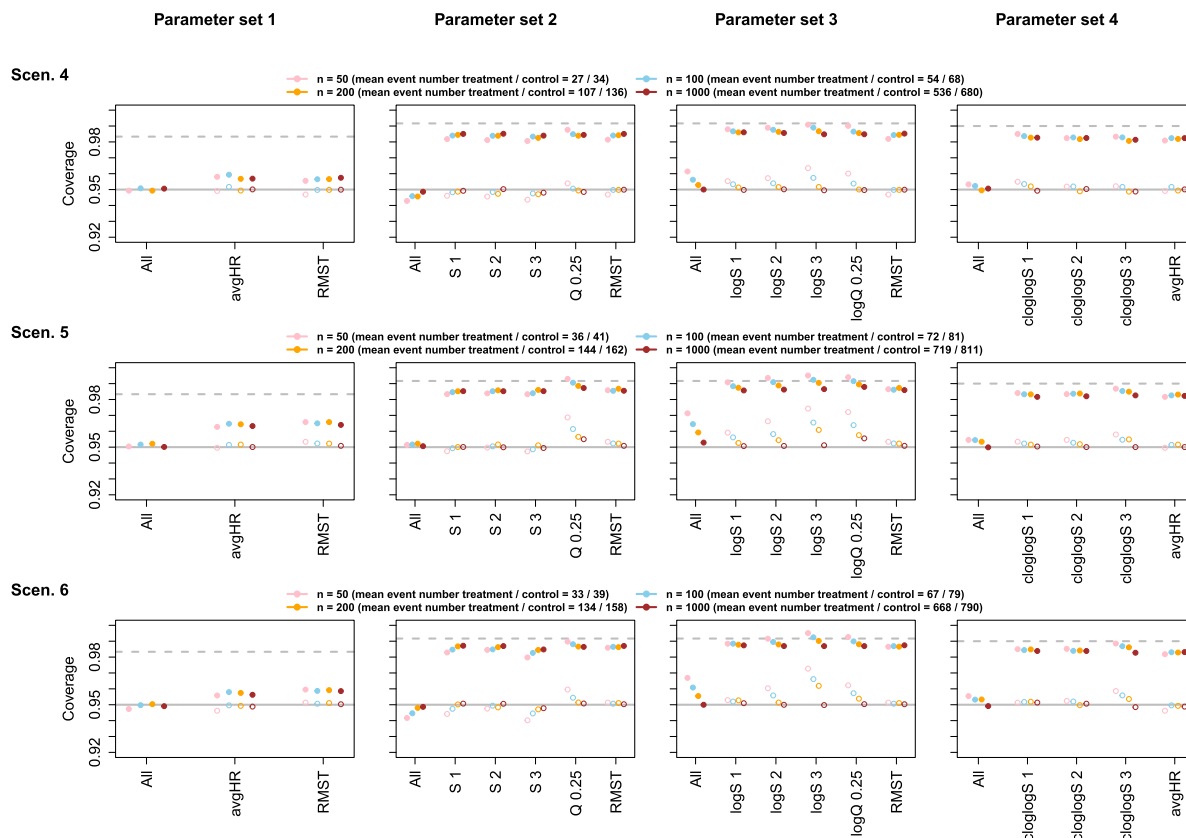 Parameter set 1 Parameter set 2 Parameter set 3 Parameter set 4
Scen. 4
n = 50 (mean event number treatment / control = 27 / 34) n = 100 (mean event number treatment / control = 54 / 68)
n = 200 (mean event number treatment / control = 107 / 136) n = 1000 (mean event number treatment / control = 536 / 680)
Coverage
0.98
0.95
0.92
All avgHR RMST
All S 1 S 2 S 3 Q 0.25 RMST
All logS 1 logS 2 logS 3 logQ 0.25 RMST
All cloglogS 1 cloglogS 2 cloglogS 3 avgHR
Scen. 5
n = 50 (mean event number treatment / control = 36 / 41) n = 100 (mean event number treatment / control = 72 / 81)
n = 200 (mean event number treatment / control = 144 / 162) n = 1000 (mean event number treatment / control = 719 / 811)
Coverage
0.98
0.95
0.92
All avgHR RMST
All S 1 S 2 S 3 Q 0.25 RMST
All logS 1 logS 2 logS 3 logQ 0.25 RMST
All cloglogS 1 cloglogS 2 cloglogS 3 avgHR
Scen. 6
n = 50 (mean event number treatment / control = 33 / 39) n = 100 (mean event number treatment / control = 67 / 79)
n = 200 (mean event number treatment / control = 134 / 158) n = 1000 (mean event number treatment / control = 668 / 790)
Coverage
0.98
0.95
0.92
All avgHR RMST
All S 1 S 2 S 3 Q 0.25 RMST
All logS 1 logS 2 logS 3 logQ 0.25 RMST
All cloglogS 1 cloglogS 2 cloglogS 3 avgHR